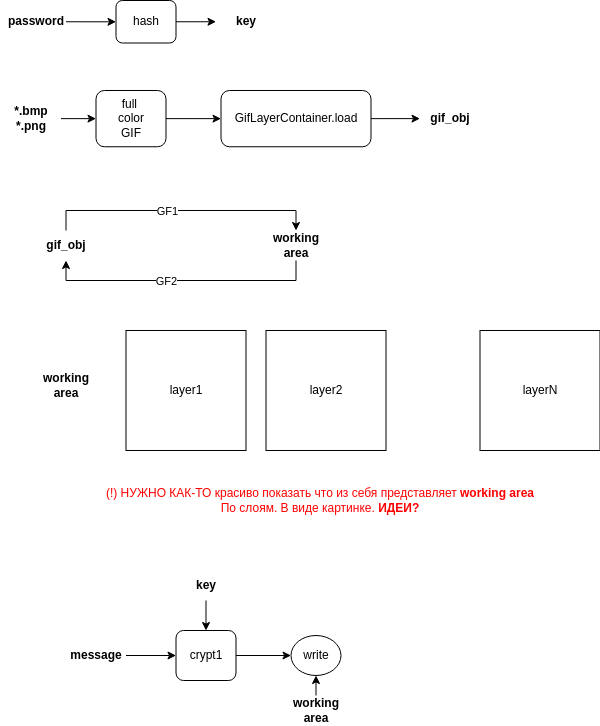 password
hash
key
*.bmp
*.png
full
color
GIF
GifLayerContainer.load
gif_obj
GF1
gif_obj
working
area
GF2
working
area
layer1
layer2
layerN
(!) НУЖНО КАК-ТО красиво показать что из себя представляет working area
По слоям. В виде картинке. ИДЕИ?
key
message
crypt1
write
working
area